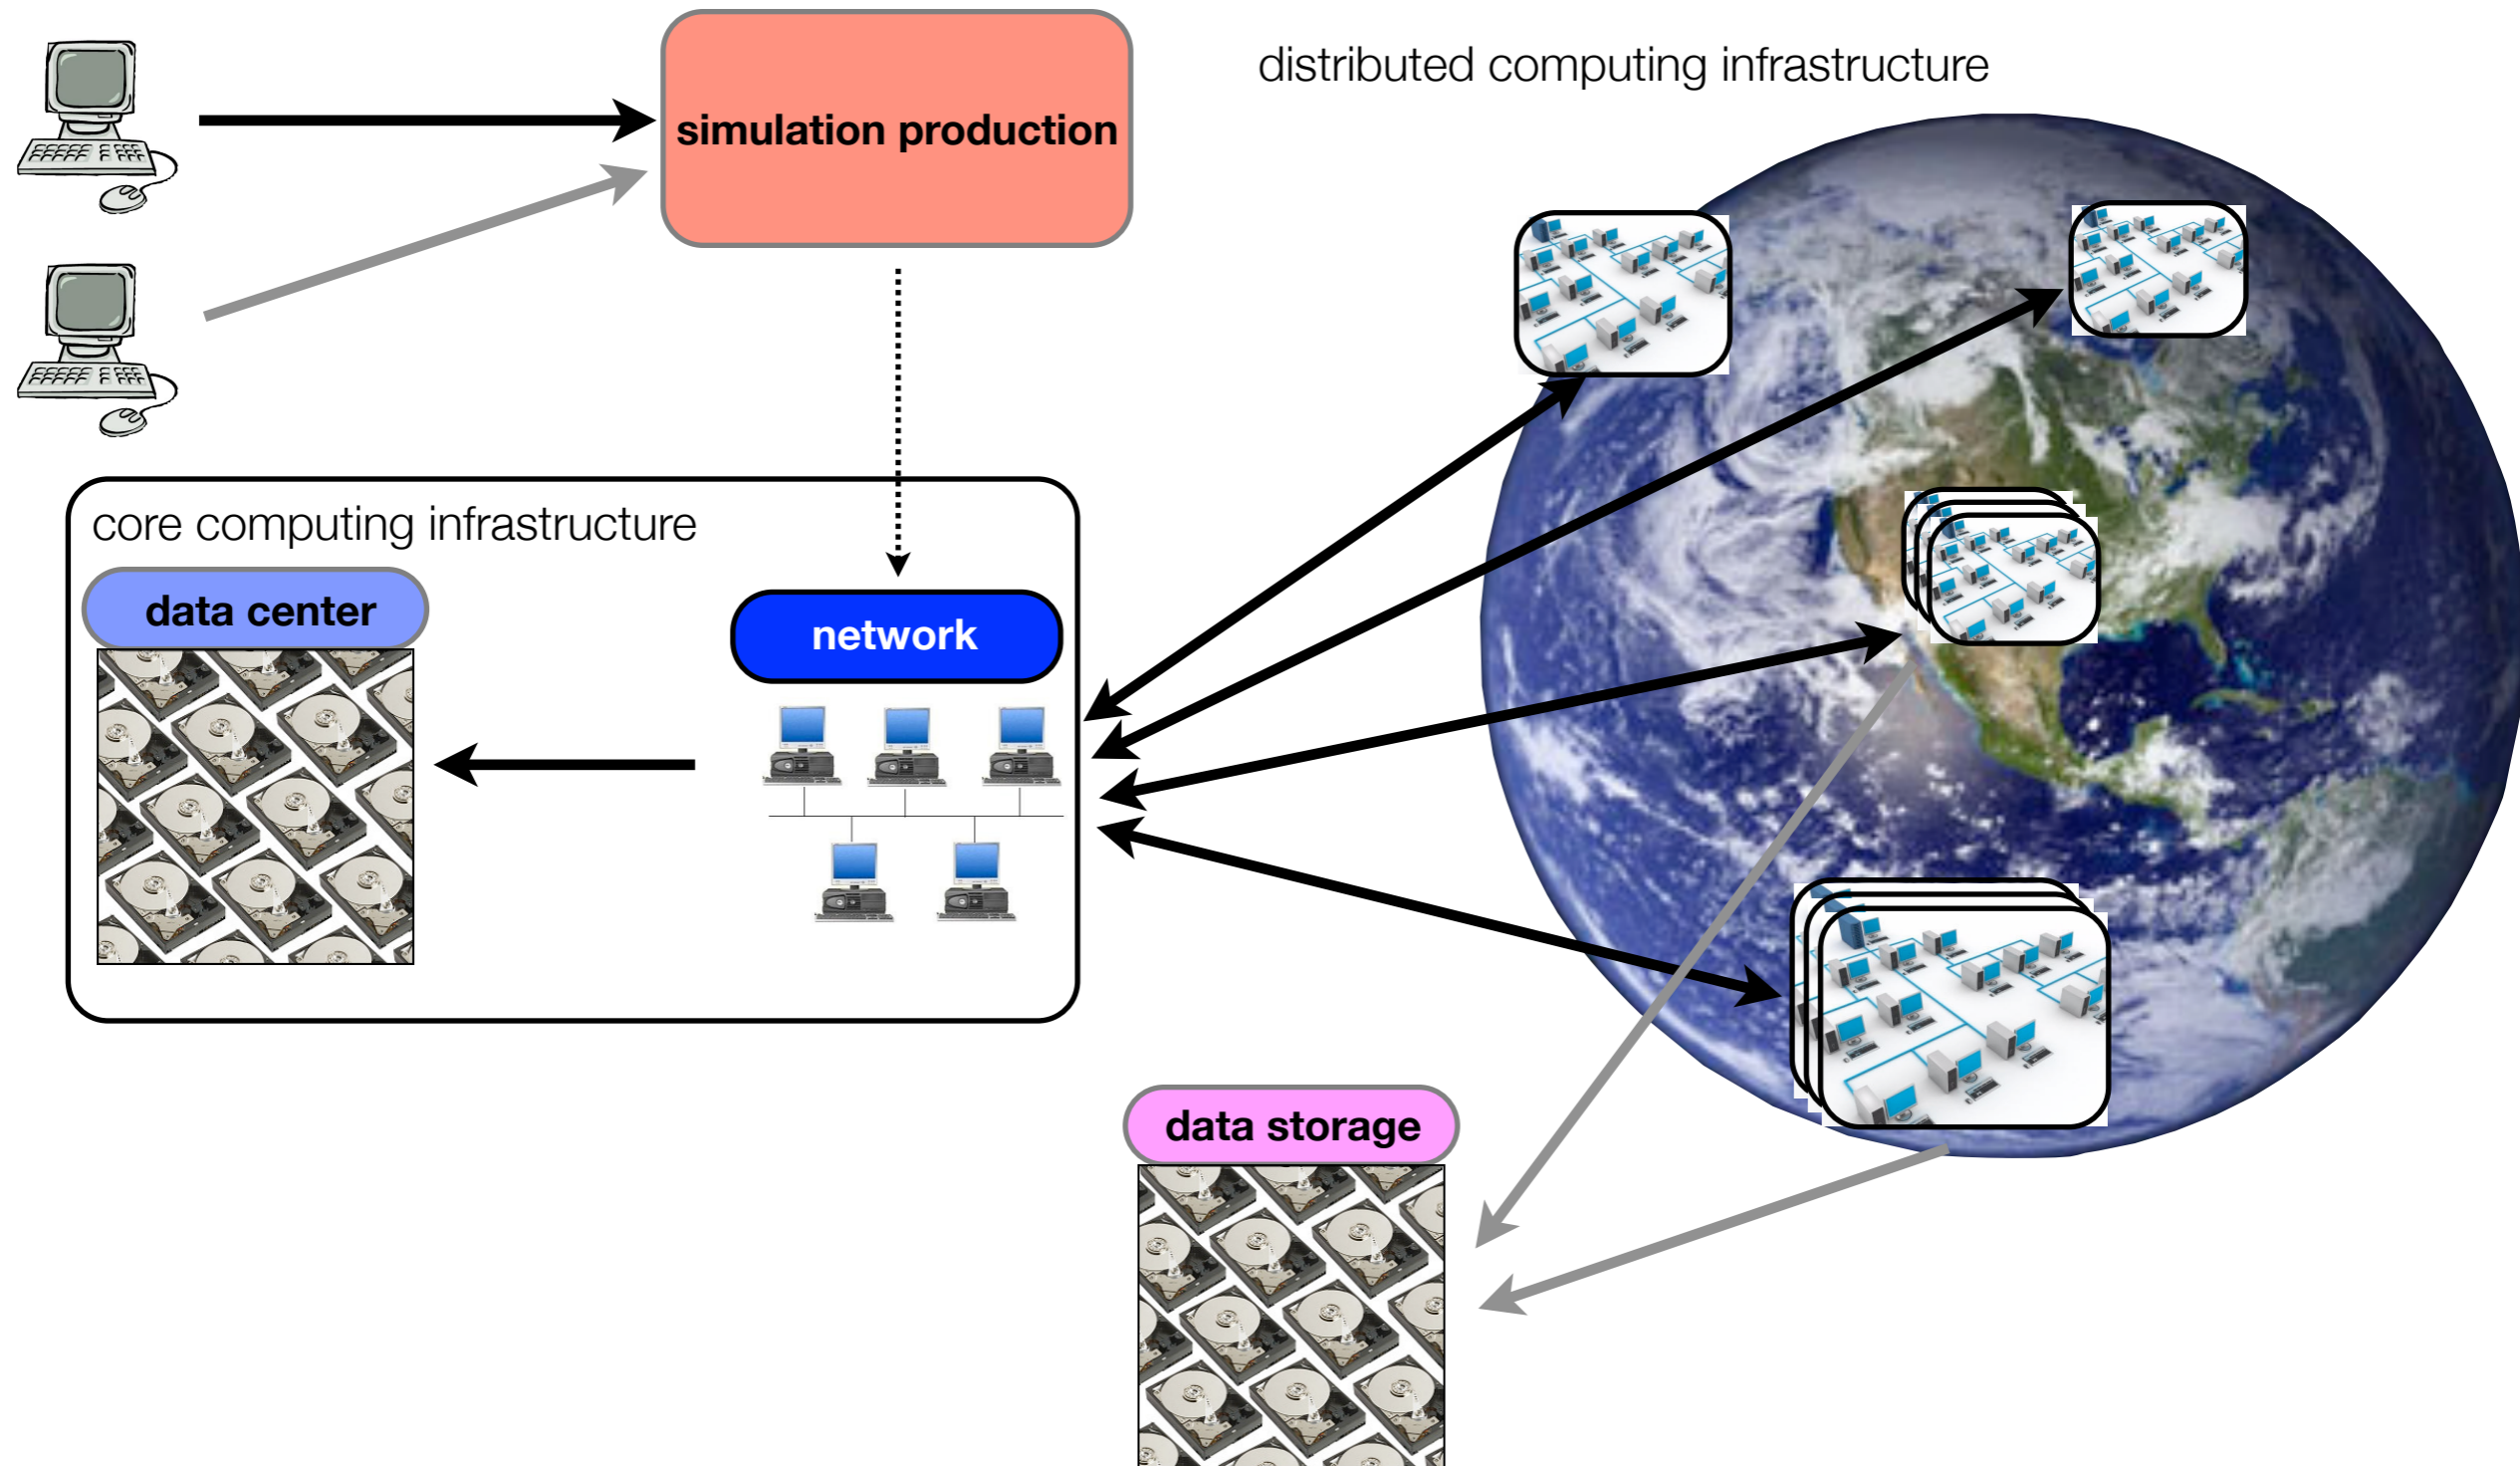 simulation production
distributed computing infrastructure
core computing infrastructure
data center
network
data storage